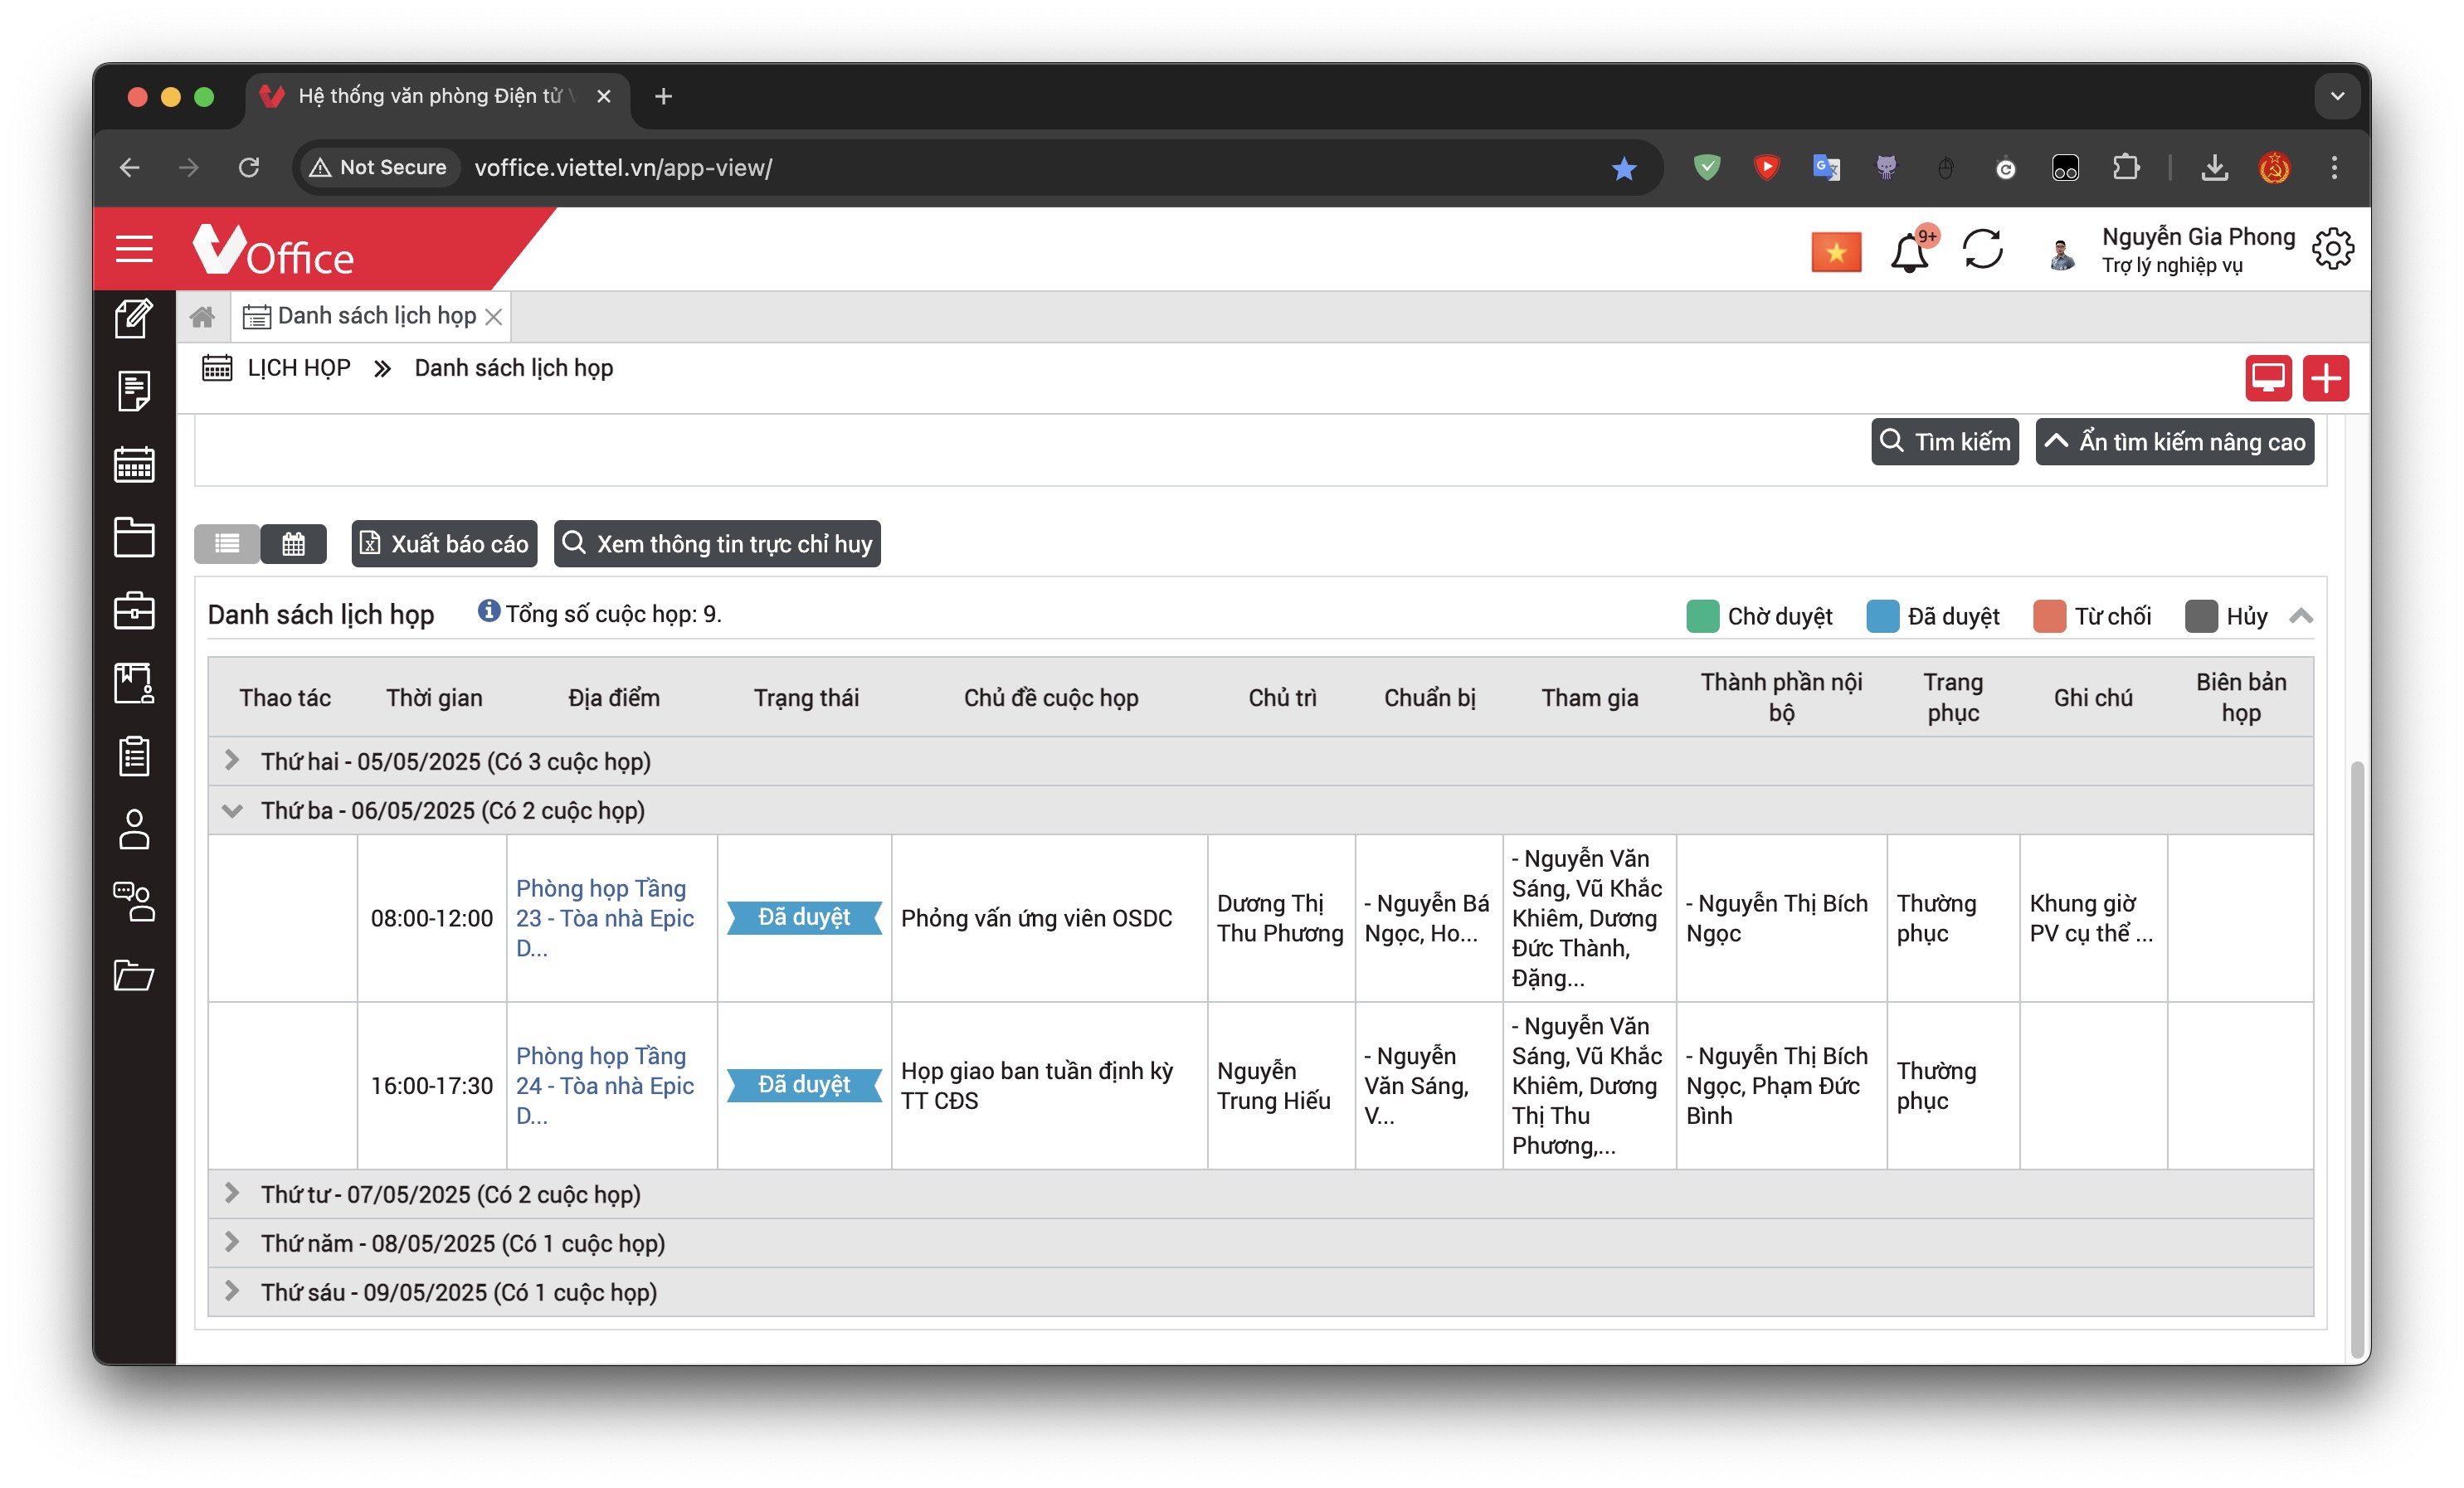 Hệ thống văn phòng Điện tử
Not Secure
voffice.viettel.vn/app-view/
Office
9+
Nguyễn Gia Phong
Trợ lý nghiệp vụ
Danh sách lịch họp
LỊCH HỌP » Danh sách lịch họp
Tìm kiếm
Ẩn tìm kiếm nâng cao
Xuất báo cáo
Xem thông tin trực chỉ huy
Danh sách lịch họp
Tổng số cuộc họp: 9.
Chờ duyệt
Đã duyệt
Từ chối
Hủy
Thao tác
Thời gian
Địa điểm
Trạng thái
Chủ đề cuộc họp
Chủ trì
Chuẩn bị
Tham gia
Thành phần nội
bộ
Trang
phục
Ghi chú
Biên bản
họp
Thứ hai - 05/05/2025 (Có 3 cuộc họp)
Thứ ba - 06/05/2025 (Có 2 cuộc họp)
08:00-12:00
Phòng họp Tầng
23 - Tòa nhà Epic
D...
Đã duyệt
Phỏng vấn ứng viên OSDC
Dương Thị
Thu Phương
- Nguyễn Bá
Ngọc, Ho...
- Nguyễn Văn
Sáng, Vũ Khắc
Khiêm, Dương
Đức Thành,
Đặng...
- Nguyễn Thị Bích
Ngọc
Thường
phục
Khung giờ
PV cụ thể ...
16:00-17:30
Phòng họp Tầng
24 - Tòa nhà Epic
D...
Đã duyệt
Họp giao ban tuần định kỳ
TT CĐS
Nguyễn
Trung Hiếu
- Nguyễn
Văn Sáng,
V...
- Nguyễn Văn
Sáng, Vũ Khắc
Khiêm, Dương
Thị Thu
Phương,...
- Nguyễn Thị Bích
Ngọc, Phạm Đức
Bình
Thường
phục
Thứ tư - 07/05/2025 (Có 2 cuộc họp)
Thứ năm - 08/05/2025 (Có 1 cuộc họp)
Thứ sáu - 09/05/2025 (Có 1 cuộc họp)